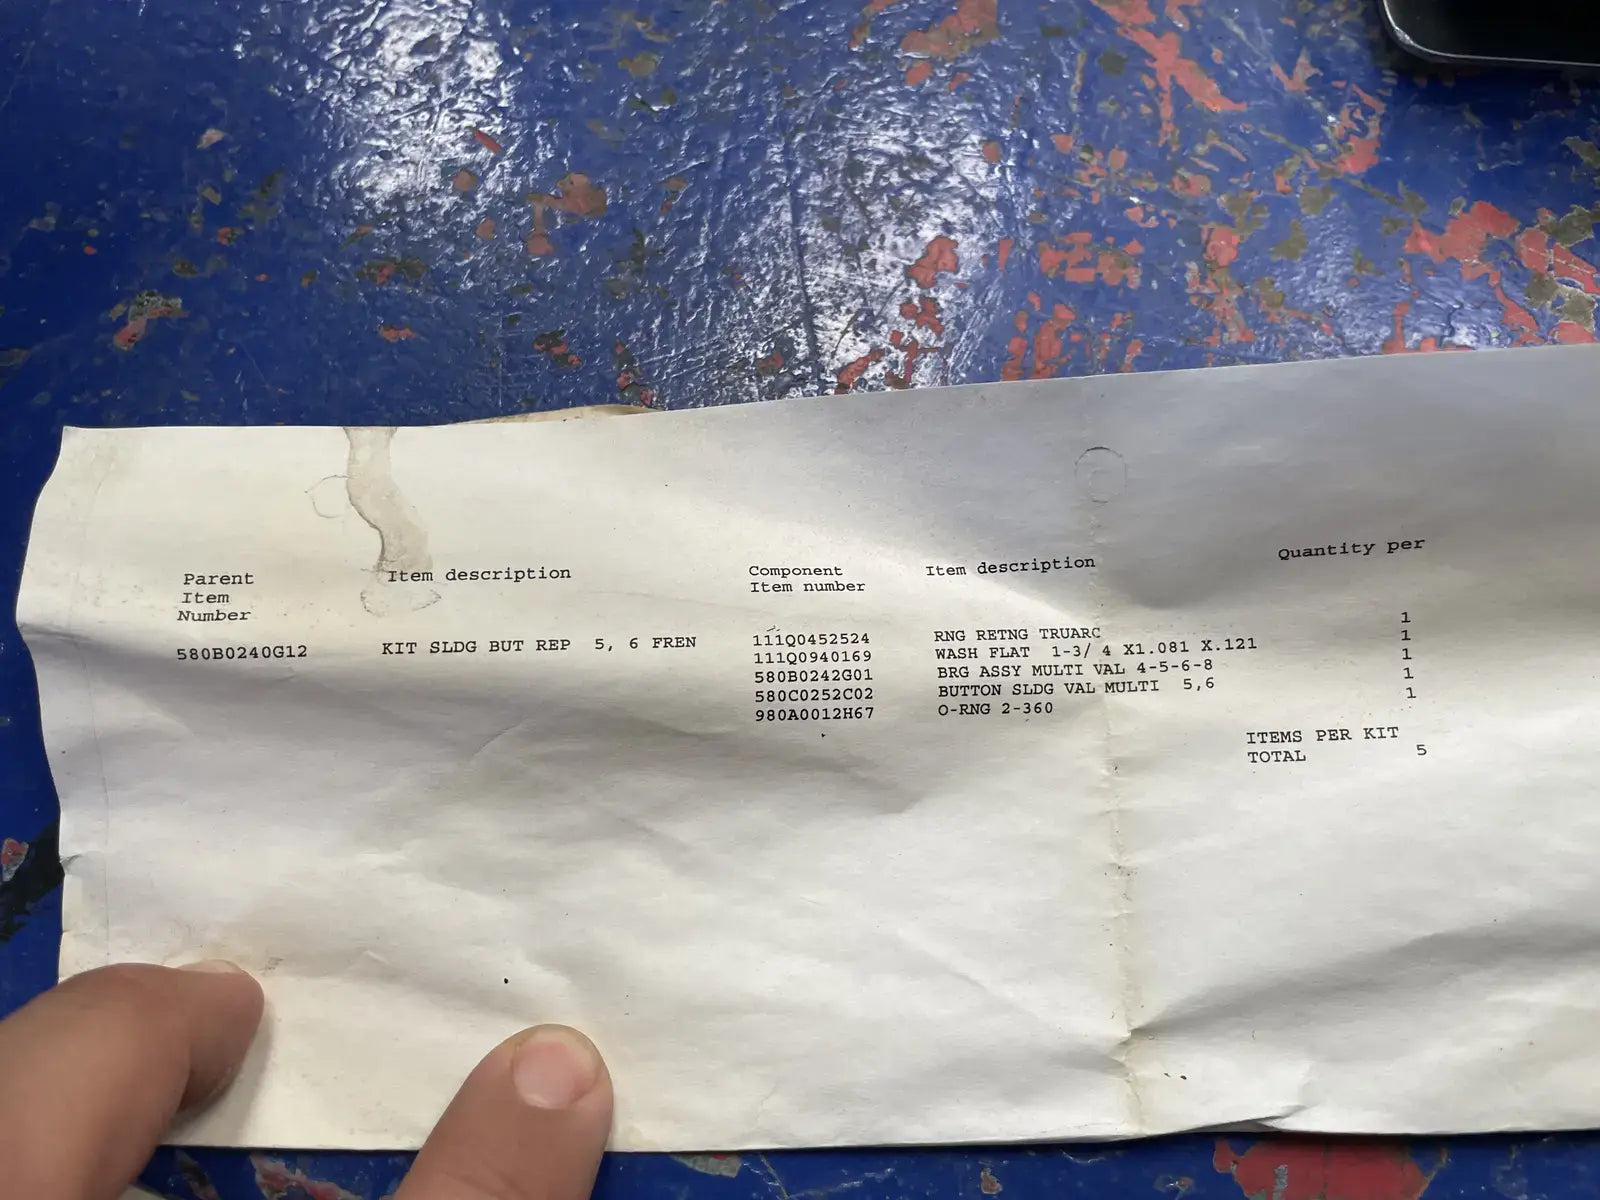 Parent Item description Component Item description Quantity per
Item Item number
Number
580B0240G12 KIT SLDG BUT REP 5, 6 FREN 111Q0452524 RNG RETNG TRUARC 1
111Q0940169 WASH FLAT 1-3/ 4 X1.081 X.121 1
580B0242G01 BRG ASSY MULTI VAL 4-5-6-8 1
580C0252C02 BUTTON SLDG VAL MULTI 5,6 1
980A0012H67 O-RNG 2-360 1
ITEMS PER KIT
TOTAL 5